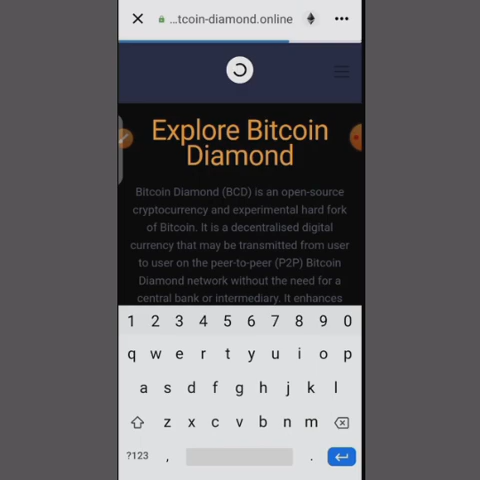 ...tcoin-diamond.online
Explore Bitcoin
Diamond
Bitcoin Diamond (BCD) is an open-source
cryptocurrency and experimental hard fork
of Bitcoin. It is a decentralised digital
currency that may be transmitted from user
to user on the peer-to-peer (P2P) Bitcoin
Diamond network without the need for a
central bank or intermediary. It enhances
1 2 3 4 5 6 7 8 9 0
q w e r t y u i o p
a s d f g h j k l
z x c v b n m
?123 , .